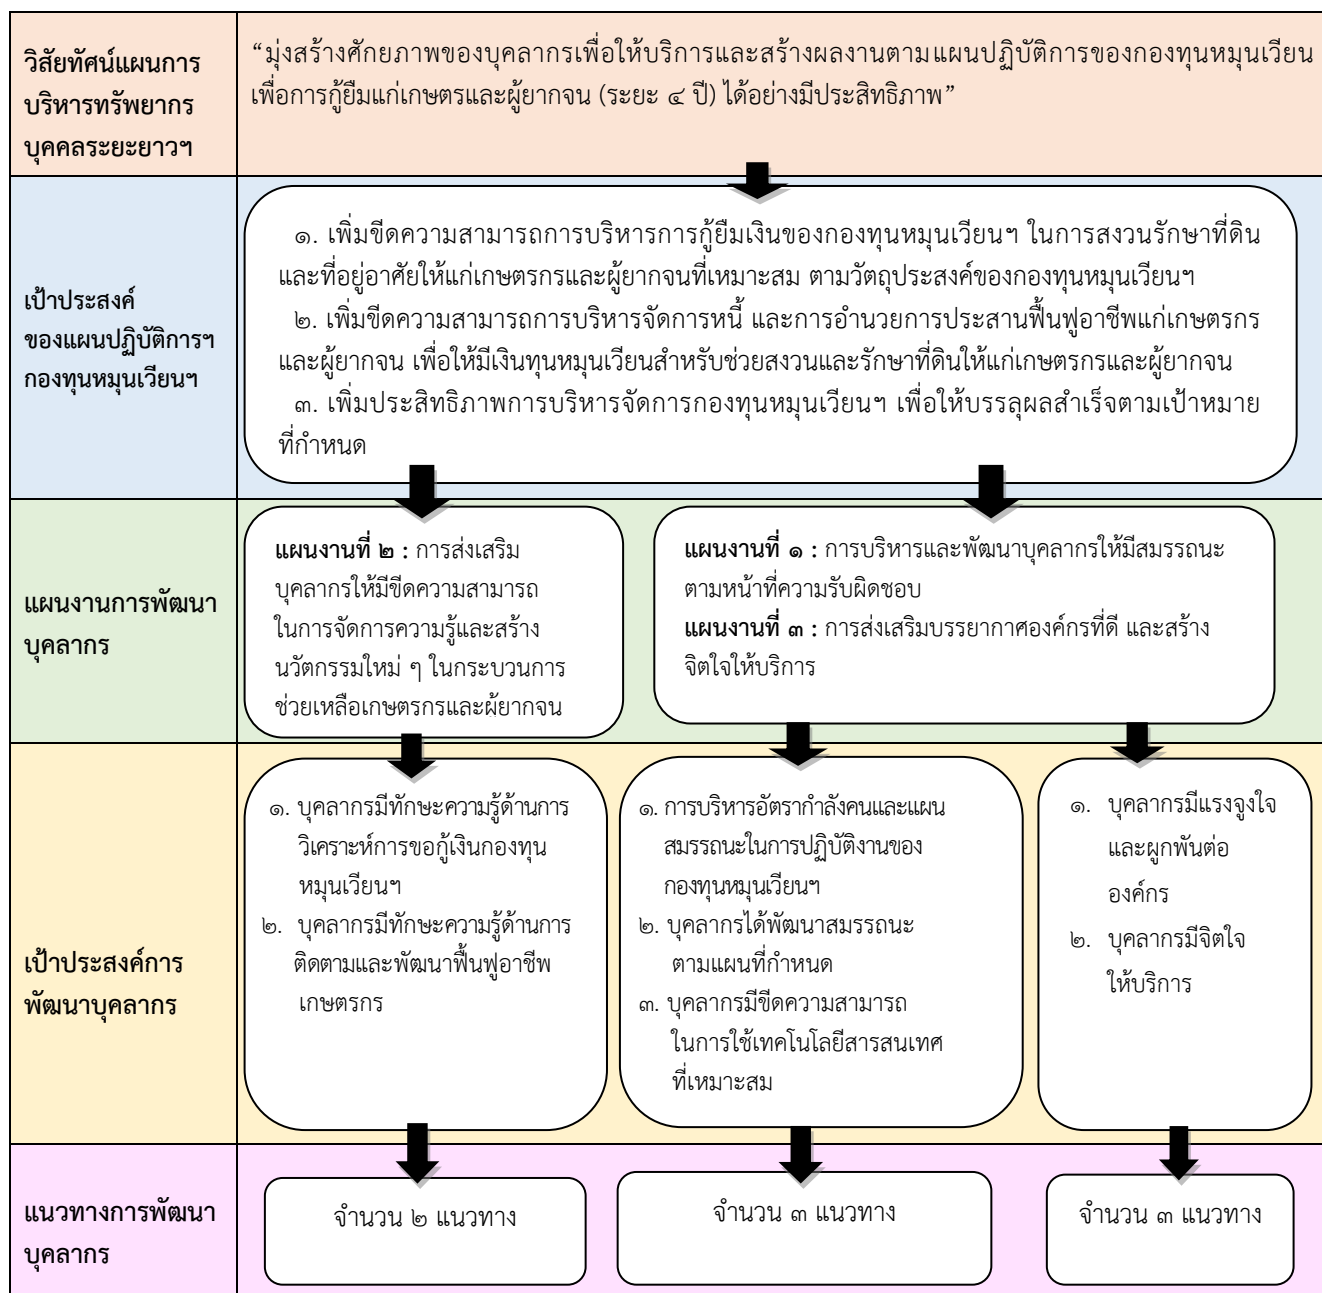 วิสัยทัศน์แผนการ
บริหารทรัพยากร
บุคคลระยะยาวฯ
“มุ่งสร้างศักยภาพของบุคลากรเพื่อให้บริการและสร้างผลงานตามแผนปฏิบัติการของกองทุนหมุนเวียน
เพื่อการกู้ยืมแก่เกษตรและผู้ยากจน (ระยะ ๔ ปี) ได้อย่างมีประสิทธิภาพ”
เป้าประสงค์
ของแผนปฏิบัติการฯ
กองทุนหมุนเวียนฯ
๑. เพิ่มขีดความสามารถการบริหารการกู้ยืมเงินของกองทุนหมุนเวียนฯ ในการสงวนรักษาที่ดิน
และที่อยู่อาศัยให้แก่เกษตรกรและผู้ยากจนที่เหมาะสม ตามวัตถุประสงค์ของกองทุนหมุนเวียนฯ
๒. เพิ่มขีดความสามารถการบริหารจัดการหนี้ และการอำนวยการประสานฟื้นฟูอาชีพแก่เกษตรกร
และผู้ยากจน เพื่อให้มีเงินทุนหมุนเวียนสำหรับช่วยสงวนและรักษาที่ดินให้แก่เกษตรกรและผู้ยากจน
๓. เพิ่มประสิทธิภาพการบริหารจัดการกองทุนหมุนเวียนฯ เพื่อให้บรรลุผลสำเร็จตามเป้าหมาย
ที่กำหนด
แผนงานการพัฒนา
บุคลากร
แผนงานที่ ๒ : การส่งเสริม
บุคลากรให้มีขีดความสามารถ
ในการจัดการความรู้และสร้าง
นวัตกรรมใหม่ ๆ ในกระบวนการ
ช่วยเหลือเกษตรกรและผู้ยากจน
แผนงานที่ ๑ : การบริหารและพัฒนาบุคลากรให้มีสมรรถนะ
ตามหน้าที่ความรับผิดชอบ
แผนงานที่ ๓ : การส่งเสริมบรรยากาศองค์กรที่ดี และสร้าง
จิตใจให้บริการ
เป้าประสงค์การ
พัฒนาบุคลากร
๑. บุคลากรมีทักษะความรู้ด้านการ
วิเคราะห์การขอกู้เงินกองทุน
หมุนเวียนฯ
๒. บุคลากรมีทักษะความรู้ด้านการ
ติดตามและพัฒนาฟื้นฟูอาชีพ
เกษตรกร
๑. การบริหารอัตรากำลังคนและแผน
สมรรถนะในการปฏิบัติงานของ
กองทุนหมุนเวียนฯ
๒. บุคลากรได้พัฒนาสมรรถนะ
ตามแผนที่กำหนด
๓. บุคลากรมีขีดความสามารถ
ในการใช้เทคโนโลยีสารสนเทศ
ที่เหมาะสม
๑. บุคลากรมีแรงจูงใจ
และผูกพันต่อ
องค์กร
๒. บุคลากรมีจิตใจ
ให้บริการ
แนวทางการพัฒนา
บุคลากร
จำนวน ๒ แนวทาง
จำนวน ๓ แนวทาง
จำนวน ๓ แนวทาง